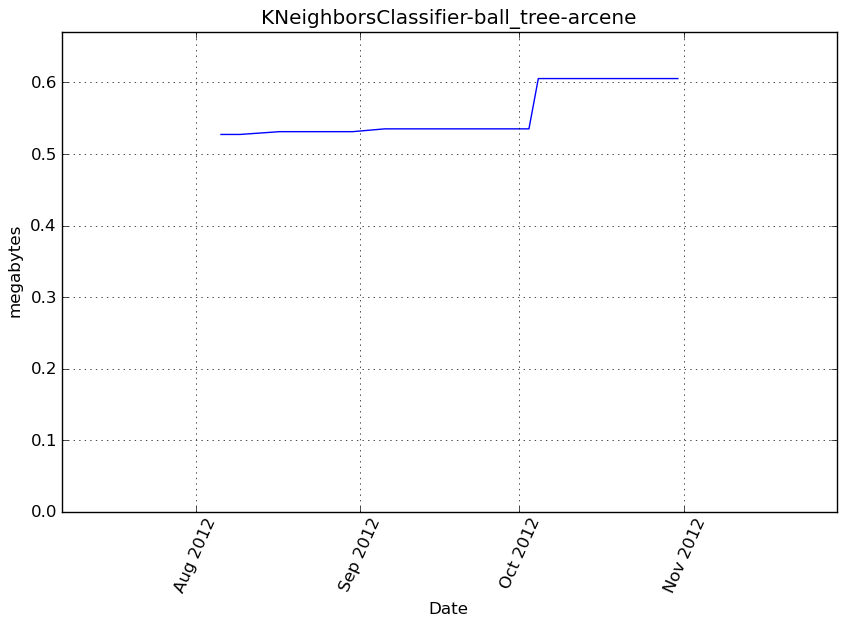 KNeighborsClassifier-ball_tree-arcene
0.6
0.5
0.4
0.3
0.2
0.1
0.0
megabytes
Aug 2012
Sep 2012
Oct 2012
Nov 2012
Date